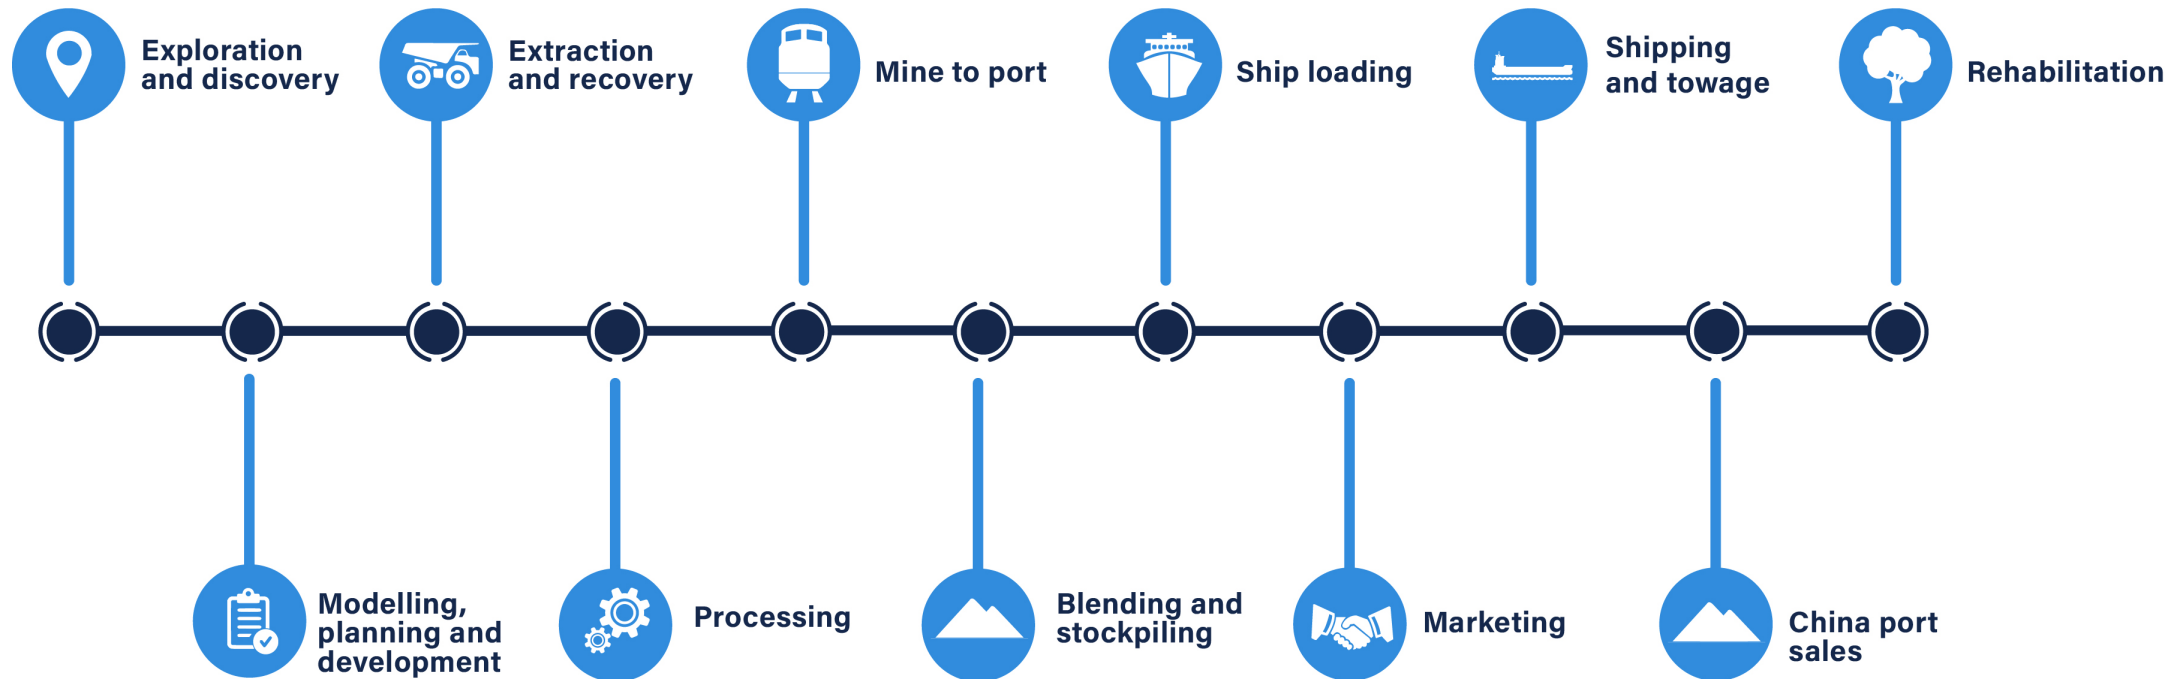 Exploration
and discovery
Extraction
and recovery
Mine to port
Ship loading
Shipping
and towage
Rehabilitation
Modelling,
planning and
development
Processing
Blending and
stockpiling
Marketing
China port
sales